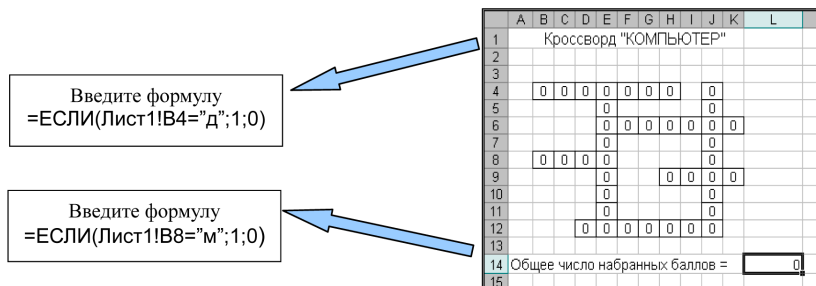 Введите формулу
=ЕСЛИ(Лист1!B4=”д”;1;0)
Введите формулу
=ЕСЛИ(Лист1!B8=”м”;1;0)
A B C D E F G H I J K L
1 Кроссворд "КОМПЬЮТЕР"
2
3
4 0 0 0 0 0 0 0 0
5 0 0
6 0 0 0 0 0 0 0
7 0 0
8 0 0 0 0 0
9 0 0 0 0 0
10 0 0
11 0 0
12 0 0 0 0 0 0 0
13
14 Общее число набранных баллов = 0
15